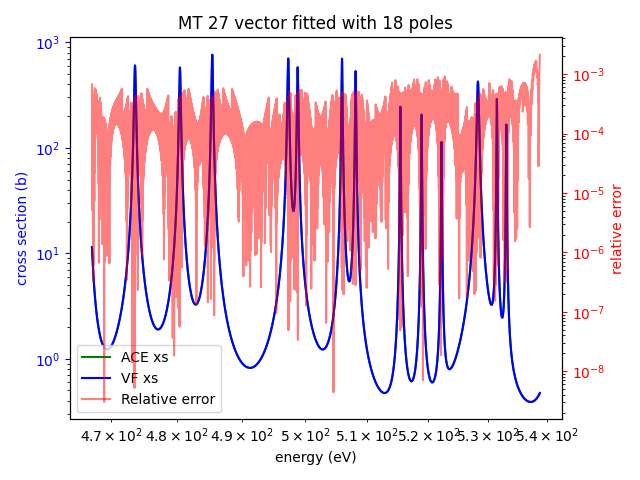 MT 27 vector fitted with 18 poles
10³
10²
10¹
10⁰
cross section (b)
10⁻³
10⁻⁴
10⁻⁵
10⁻⁶
10⁻⁷
10⁻⁸
relative error
ACE xs
VF xs
Relative error
4.7 × 10² 4.8 × 10² 4.9 × 10² 5 × 10² 5.1 × 10² 5.2 × 10² 5.3 × 10² 5.4 × 10²
energy (eV)